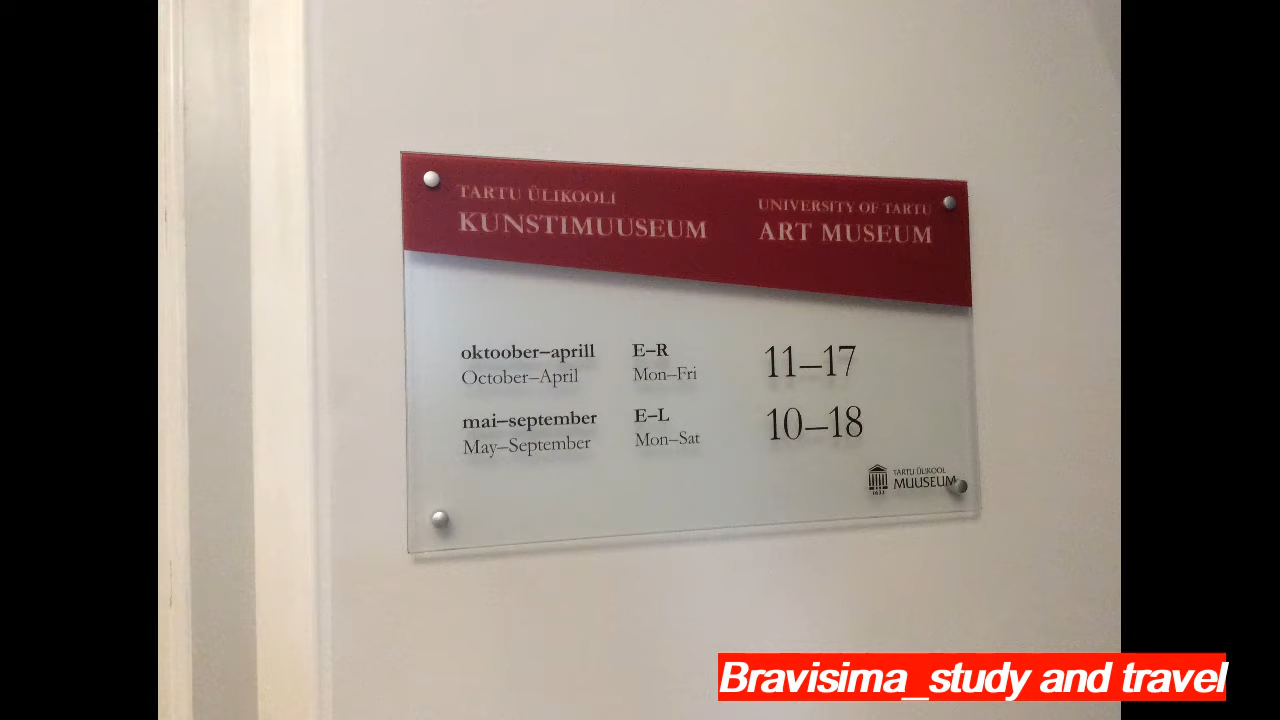 TARTU ÜLIKOOLI
KUNSTIMUUSEUM
UNIVERSITY OF TARTU
ART MUSEUM
oktoober–aprill E–R 11–17
October–April Mon–Fri
mai–september E–L 10–18
May–September Mon–Sat
TARTU ÜLIKOOL
MUUSEUM
1632
Bravisima_study and travel